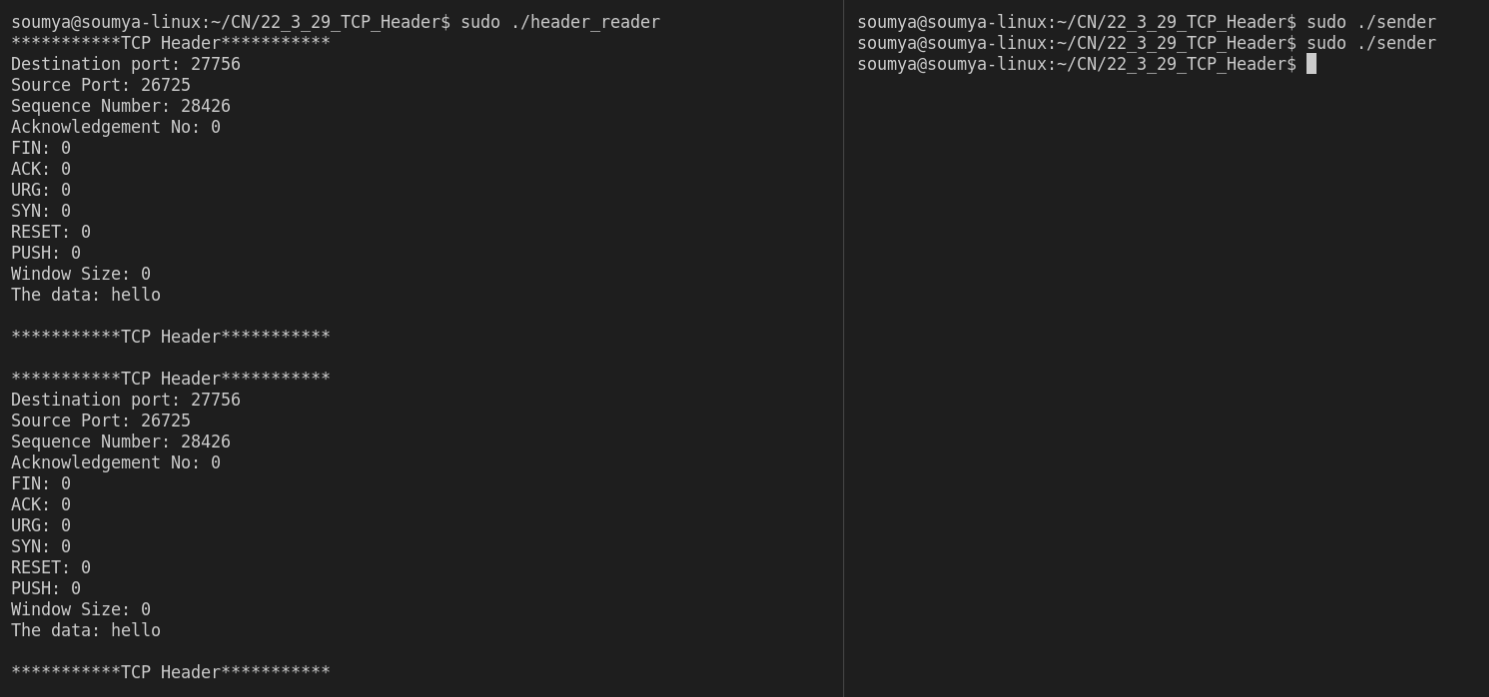 soumya@soumya-linux:~/CN/22_3_29_TCP_Header$ sudo ./header_reader
***********TCP Header***********
Destination port: 27756
Source Port: 26725
Sequence Number: 28426
Acknowledgement No: 0
FIN: 0
ACK: 0
URG: 0
SYN: 0
RESET: 0
PUSH: 0
Window Size: 0
The data: hello
***********TCP Header***********
***********TCP Header***********
Destination port: 27756
Source Port: 26725
Sequence Number: 28426
Acknowledgement No: 0
FIN: 0
ACK: 0
URG: 0
SYN: 0
RESET: 0
PUSH: 0
Window Size: 0
The data: hello
***********TCP Header***********
soumya@soumya-linux:~/CN/22_3_29_TCP_Header$ sudo ./sender
soumya@soumya-linux:~/CN/22_3_29_TCP_Header$ sudo ./sender
soumya@soumya-linux:~/CN/22_3_29_TCP_Header$